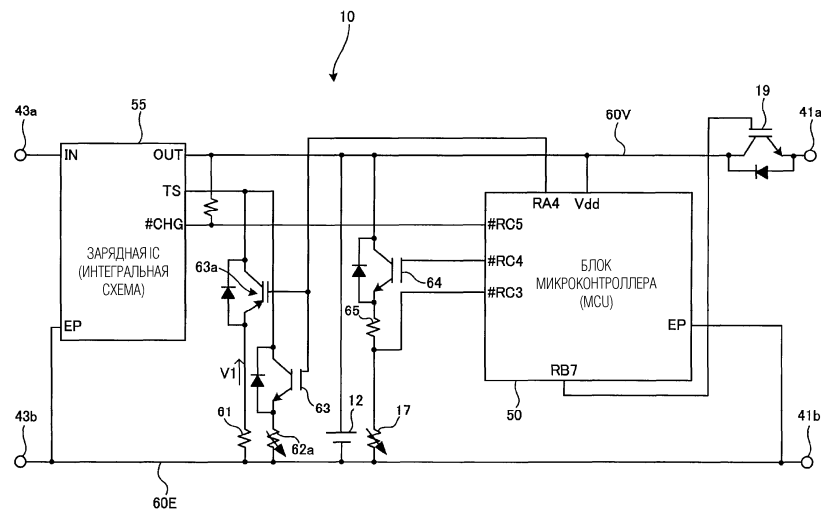 10
43a
55
IN
OUT
TS
#CHG
ЗАРЯДНАЯ IC
(ИНТЕГРАЛЬНАЯ
СХЕМА)
EP
60V
19
41a
RA4
Vdd
#RC5
#RC4
#RC3
БЛОК
МИКРОКОНТРОЛЛЕРА
(MCU)
EP
RB7
50
63a
64
65
V1
63
61
62a
12
17
43b
41b
60E